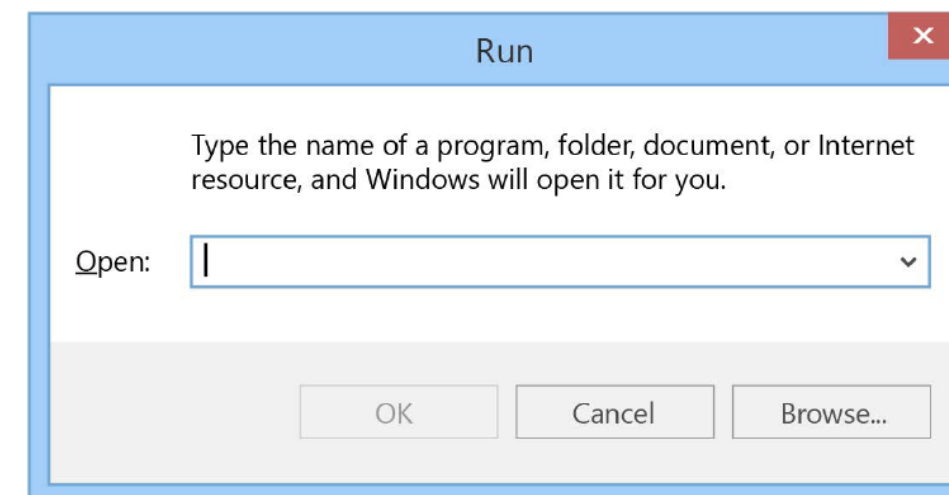 Run
Type the name of a program, folder, document, or Internet
resource, and Windows will open it for you.
Open:
OK
Cancel
Browse...